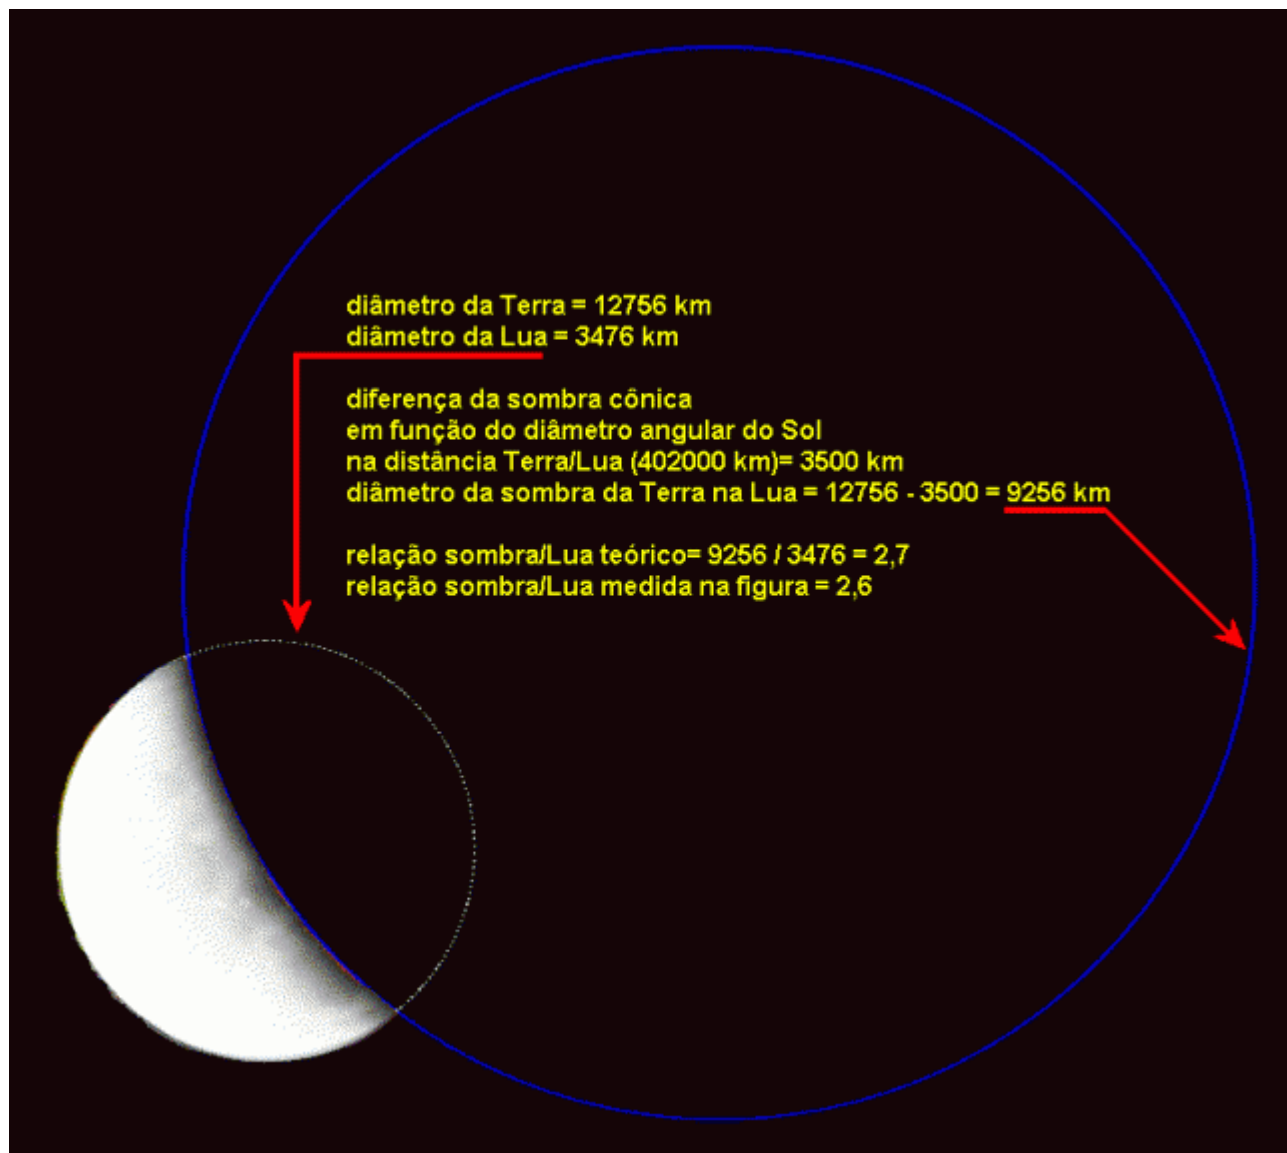 diâmetro da Terra = 12756 km
diâmetro da Lua = 3476 km
diferença da sombra cônica
em função do diâmetro angular do Sol
na distância Terra/Lua (402000 km)= 3500 km
diâmetro da sombra da Terra na Lua = 12756 - 3500 = 9256 km
relação sombra/Lua teórico= 9256 / 3476 = 2,7
relação sombra/Lua medida na figura = 2,6